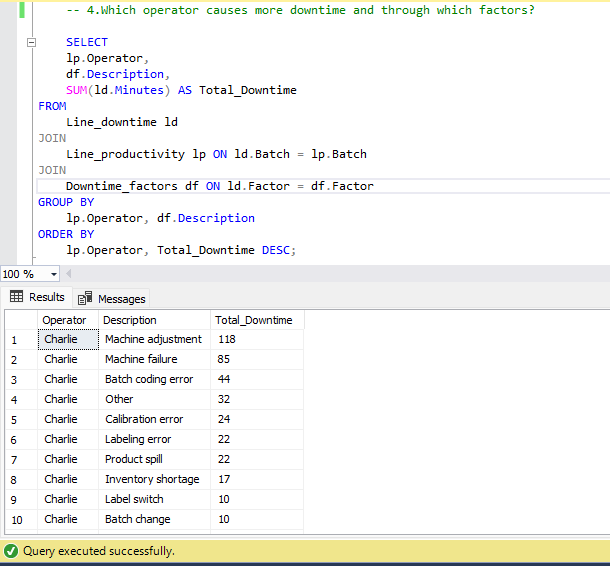 -- 4.Which operator causes more downtime and through which factors?
SELECT
lp.Operator,
df.Description,
SUM(ld.Minutes) AS Total_Downtime
FROM
Line_downtime ld
JOIN
Line_productivity lp ON ld.Batch = lp.Batch
JOIN
Downtime_factors df ON ld.Factor = df.Factor
GROUP BY
lp.Operator, df.Description
ORDER BY
lp.Operator, Total_Downtime DESC;
100 %
Results Messages
Operator Description Total_Downtime
1 Charlie Machine adjustment 118
2 Charlie Machine failure 85
3 Charlie Batch coding error 44
4 Charlie Other 32
5 Charlie Calibration error 24
6 Charlie Labeling error 22
7 Charlie Product spill 22
8 Charlie Inventory shortage 17
9 Charlie Label switch 10
10 Charlie Batch change 10
Query executed successfully.